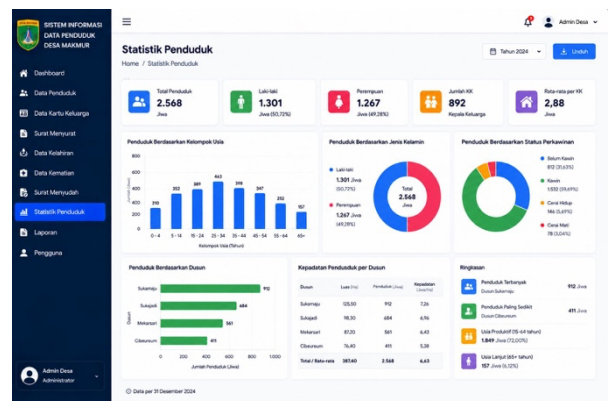 SISTEM INFORMASI
DATA PENDUDUK
DESA MAKMUR
Dashboard
Data Penduduk
Data Kartu Keluarga
Surat Menyurat
Data Kelahiran
Data Kematian
Surat Menyudah
Statistik Penduduk
Laporan
Pengguna
Admin Desa
Administrator
Admin Desa
Statistik Penduduk
Home / Statistik Penduduk
Tahun 2024
Unduh
Total Penduduk
2.568
Jiwa
Laki-laki
1.301
Jiwa (50,72%)
Perempuan
1.267
Jiwa (49,28%)
Jumlah KK
892
Kepala Keluarga
Rata-rata per KK
2,88
Jiwa
Penduduk Berdasarkan Kelompok Usia
Jumlah (Jiwa)
800
600
400
200
0
352
389
463
398
347
252
157
0 - 4
5 - 14
15 - 24
25 - 34
35 - 44
45 - 54
55 - 64
65+
Kelompok Usia (Tahun)
Penduduk Berdasarkan Jenis Kelamin
Laki-laki
1.301 Jiwa
(50,72%)
Perempuan
1.267 Jiwa
(49,28%)
Total
2.568
Jiwa
Penduduk Berdasarkan Status Perkawinan
Belum Kawin
812 (31,63%)
Kawin
Cerai Hidup
146 (5,69%)
Cerai Mati
78 (3,04%)
Penduduk Berdasarkan Dusun
Dusun
Sukamaju 912
Sukajadi 684
Mekarsari 561
Cibeureum 411
0 200 400 600 800 1.000
Jumlah Penduduk (Jiwa)
Kepadatan Penduduk per Dusun
Dusun Luas (Ha) Penduduk (Jiwa) Kepadatan (Jiwa/Ha)
Sukamaju 125,50 912 7,26
Sukajadi 98,30 684 6,96
Mekarsari 87,20 561 6,43
Cibeureum 76,40 411 5,38
Total / Rata-rata 387,40 2.568 6,63
Ringkasan
Penduduk Terbanyak
Dusun Sukamaju
912 Jiwa
Penduduk Paling Sedikit
Dusun Cibeureum
411 Jiwa
Usia Produktif (15-64 tahun)
1.849 Jiwa (72,00%)
Usia Lanjut (65+ tahun)
157 Jiwa (6,12%)
Data per 31 Desember 2024